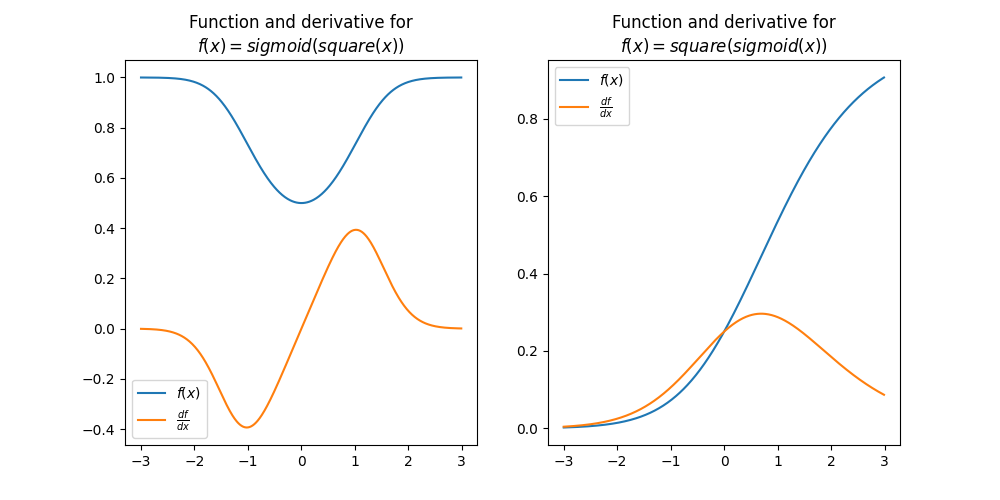 Function and derivative for
f(x) = sigmoid(square(x))
1.0
0.8
0.6
0.4
0.2
0.0
−0.2
−0.4
f(x)
df
dx
−3 −2 −1 0 1 2 3
Function and derivative for
f(x) = square(sigmoid(x))
f(x)
df
dx
0.8
0.6
0.4
0.2
0.0
−3 −2 −1 0 1 2 3